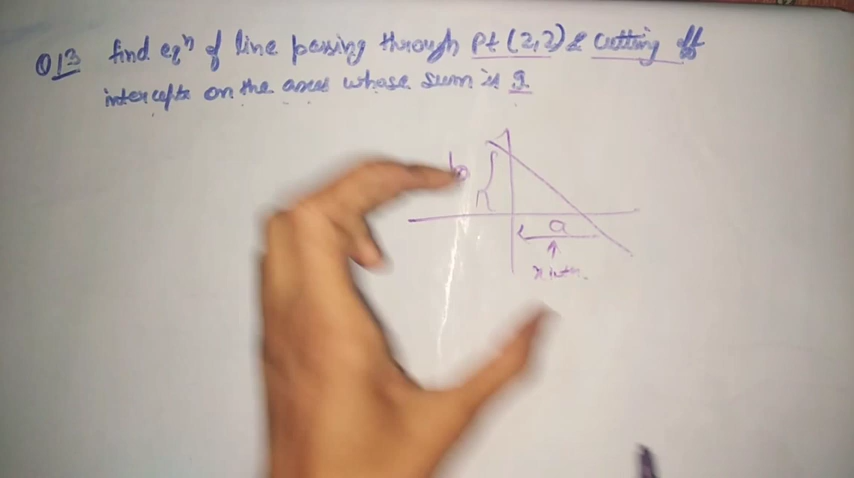 Q13 find eqⁿ of line passing through pt (2,2) & cutting off
intercepts on the axes whose sum is 9
b
a
x inter.